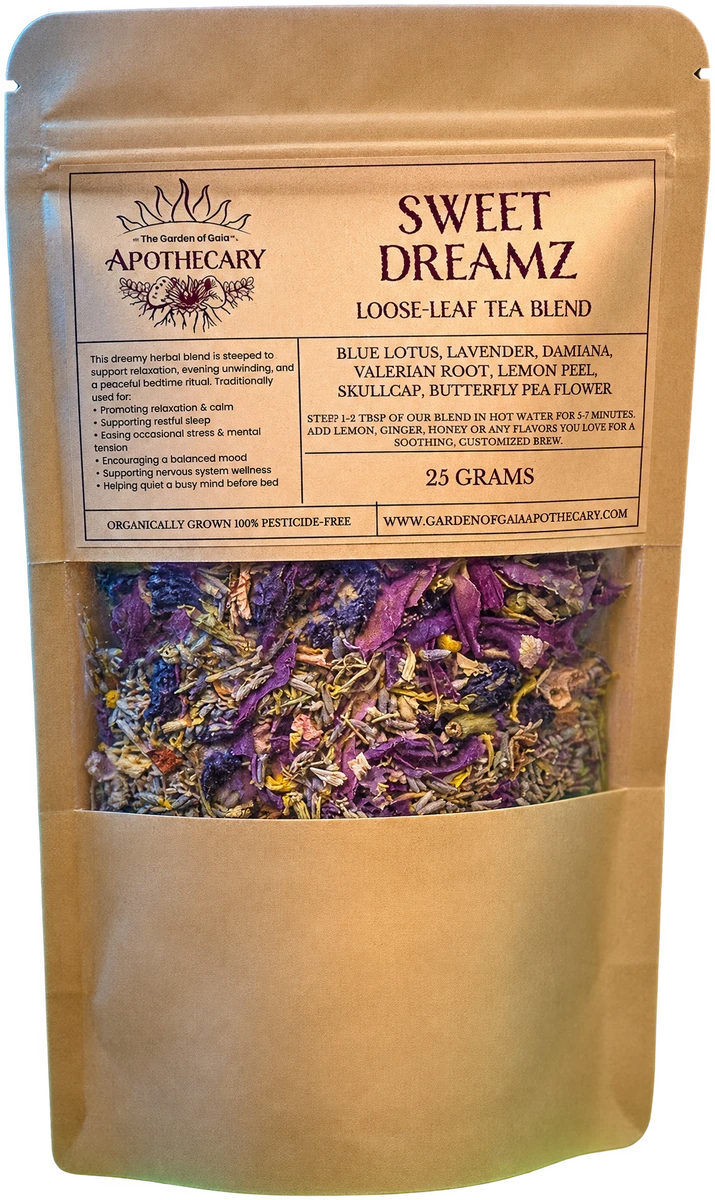 The Garden of Gaia
APOTHECARY
SWEET
DREAMZ
LOOSE-LEAF TEA BLEND
This dreamy herbal blend is steeped to
support relaxation, evening unwinding, and
a peaceful bedtime ritual. Traditionally
used for:
• Promoting relaxation & calm
• Supporting restful sleep
• Easing occasional stress & mental
tension
• Encouraging a balanced mood
• Supporting nervous system wellness
• Helping quiet a busy mind before bed
BLUE LOTUS, LAVENDER, DAMIANA,
VALERIAN ROOT, LEMON PEEL,
SKULLCAP, BUTTERFLY PEA FLOWER
STEEP 1-2 TBSP OF OUR BLEND IN HOT WATER FOR 5-7 MINUTES.
ADD LEMON, GINGER, HONEY OR ANY FLAVORS YOU LOVE FOR A
SOOTHING, CUSTOMIZED BREW.
25 GRAMS
ORGANICALLY GROWN 100% PESTICIDE-FREE
WWW.GARDENOFGAIAAPOTHECARY.COM